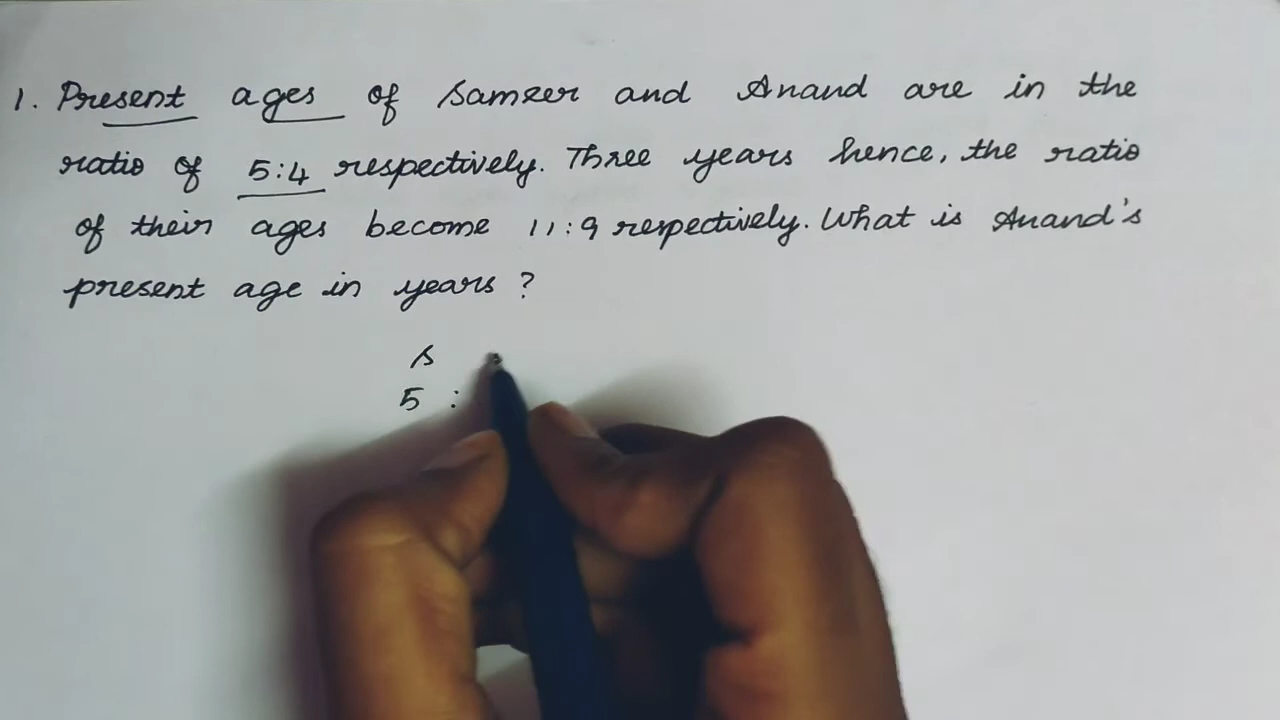 1. Present ages of Sameer and Anand are in the
ratio of 5:4 respectively. Three years hence, the ratio
of their ages become 11:9 respectively. What is Anand's
present age in years ?
S
5 :